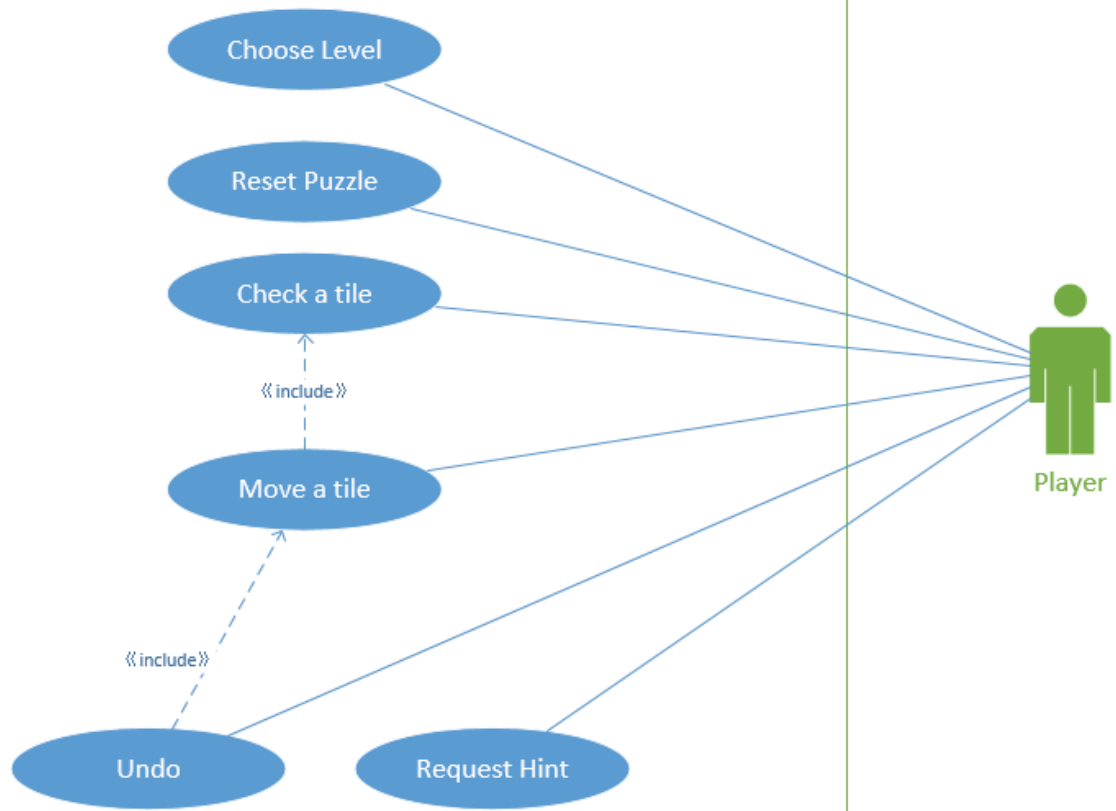 Choose Level
Reset Puzzle
Check a tile
《include》
Move a tile
Player
《include》
Undo
Request Hint